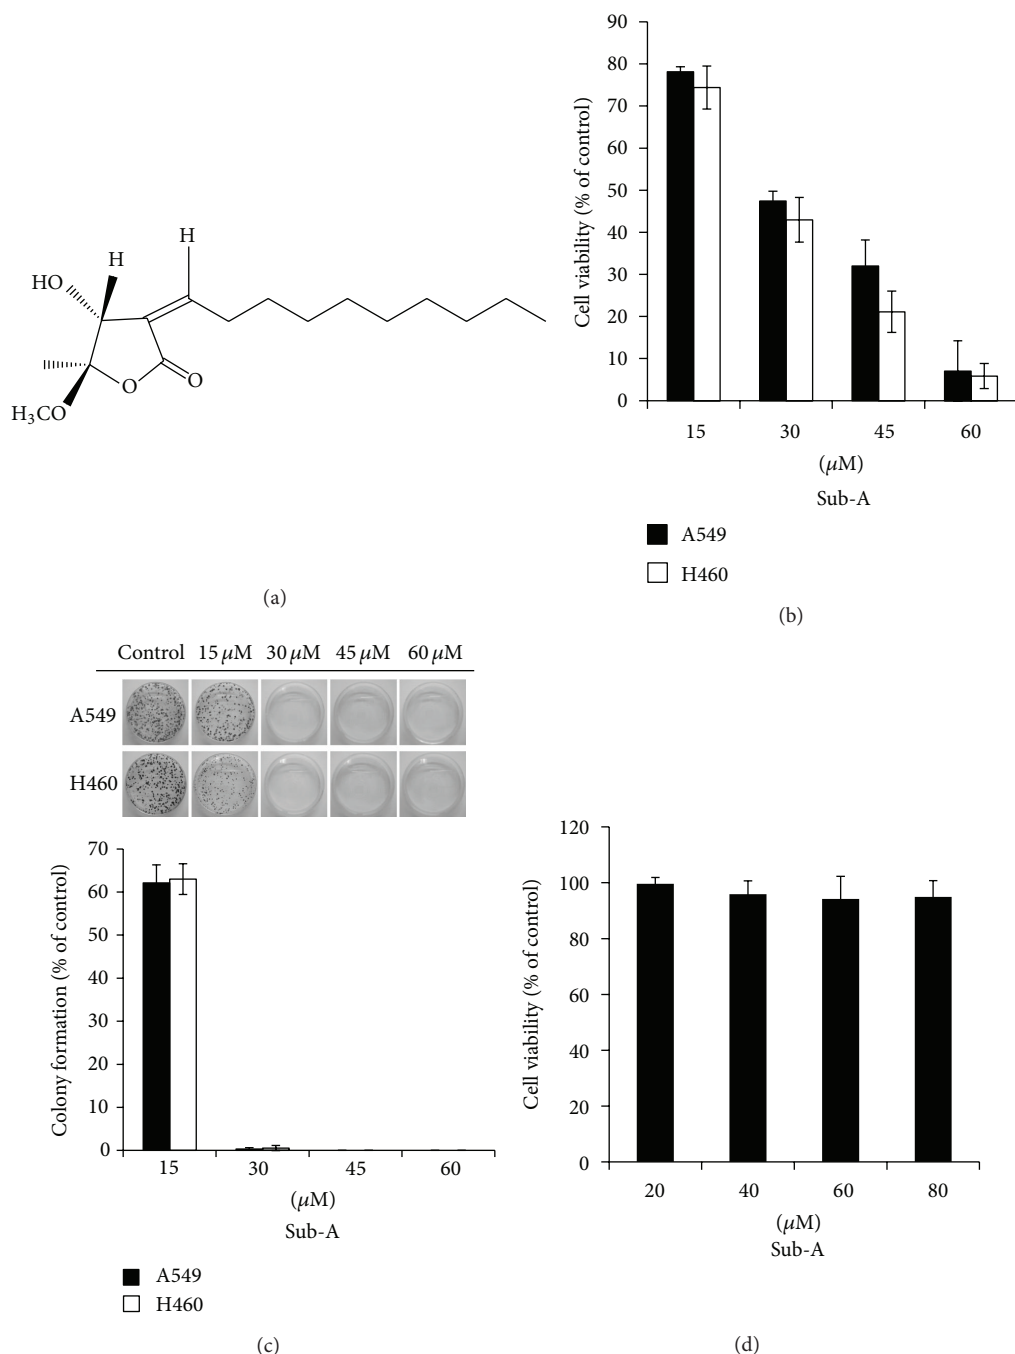 H
H
HO
O
O
H₃CO
(a)
Cell viability (% of control)
90
80
70
60
50
40
30
20
10
0
15 30 45 60
(μM)
Sub-A
A549
H460
(b)
Control 15 μM 30 μM 45 μM 60 μM
A549
H460
Colony formation (% of control)
70
60
50
40
30
20
10
0
15 30 45 60
(μM)
Sub-A
A549
H460
(c)
Cell viability (% of control)
120
100
80
60
40
20
0
20 40 60 80
(μM)
Sub-A
(d)